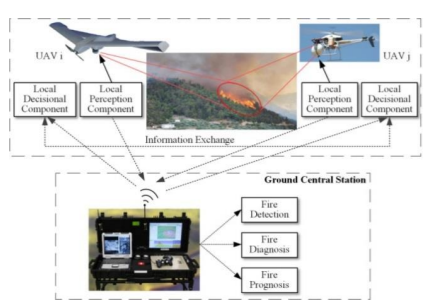 UAV i
UAV j
Local
Decisional
Component
Local
Perception
Component
Local
Perception
Component
Local
Decisional
Component
Information Exchange
Ground Central Station
Fire
Detection
Fire
Diagnosis
Fire
Prognosis